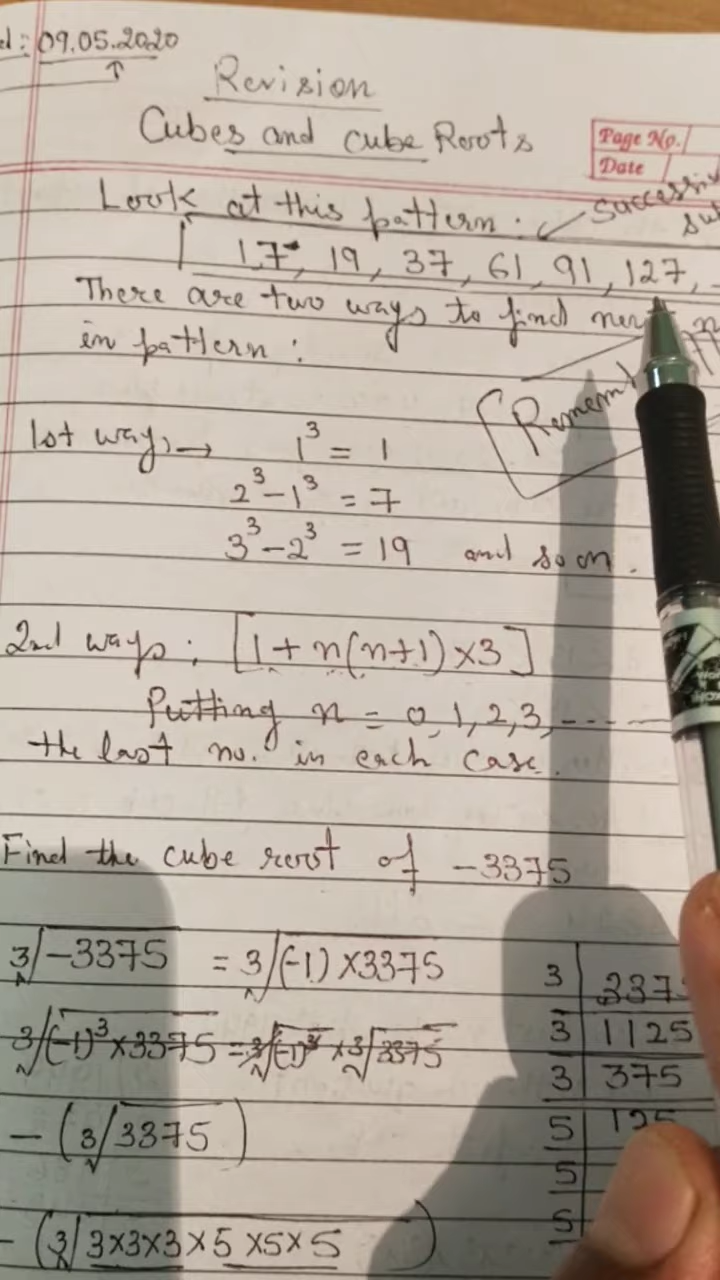 09.05.2020
Revision
Cubes and cube Roots
Page No.
Date
Look at this pattern :
1, 7, 19, 37, 61, 91, 127,
There are two ways to find
in pattern :
1st way → 1³ = 1
2³ - 1³ = 7
3³ - 2³ = 19 and so on.
2nd ways : [1 + n(n+1) × 3]
Putting n = 0, 1, 2, 3, -----
the last no. in each case.
Find the cube root of -3375
∛-3375 = ∛(-1) × 3375
∛(-1)³ × 3375 = ∛(-1)³ × ∛3375
- (∛3375)
- (∛3×3×3×5×5×5)
3 | 337
3 | 1125
3 | 375
5 | 125
5
5